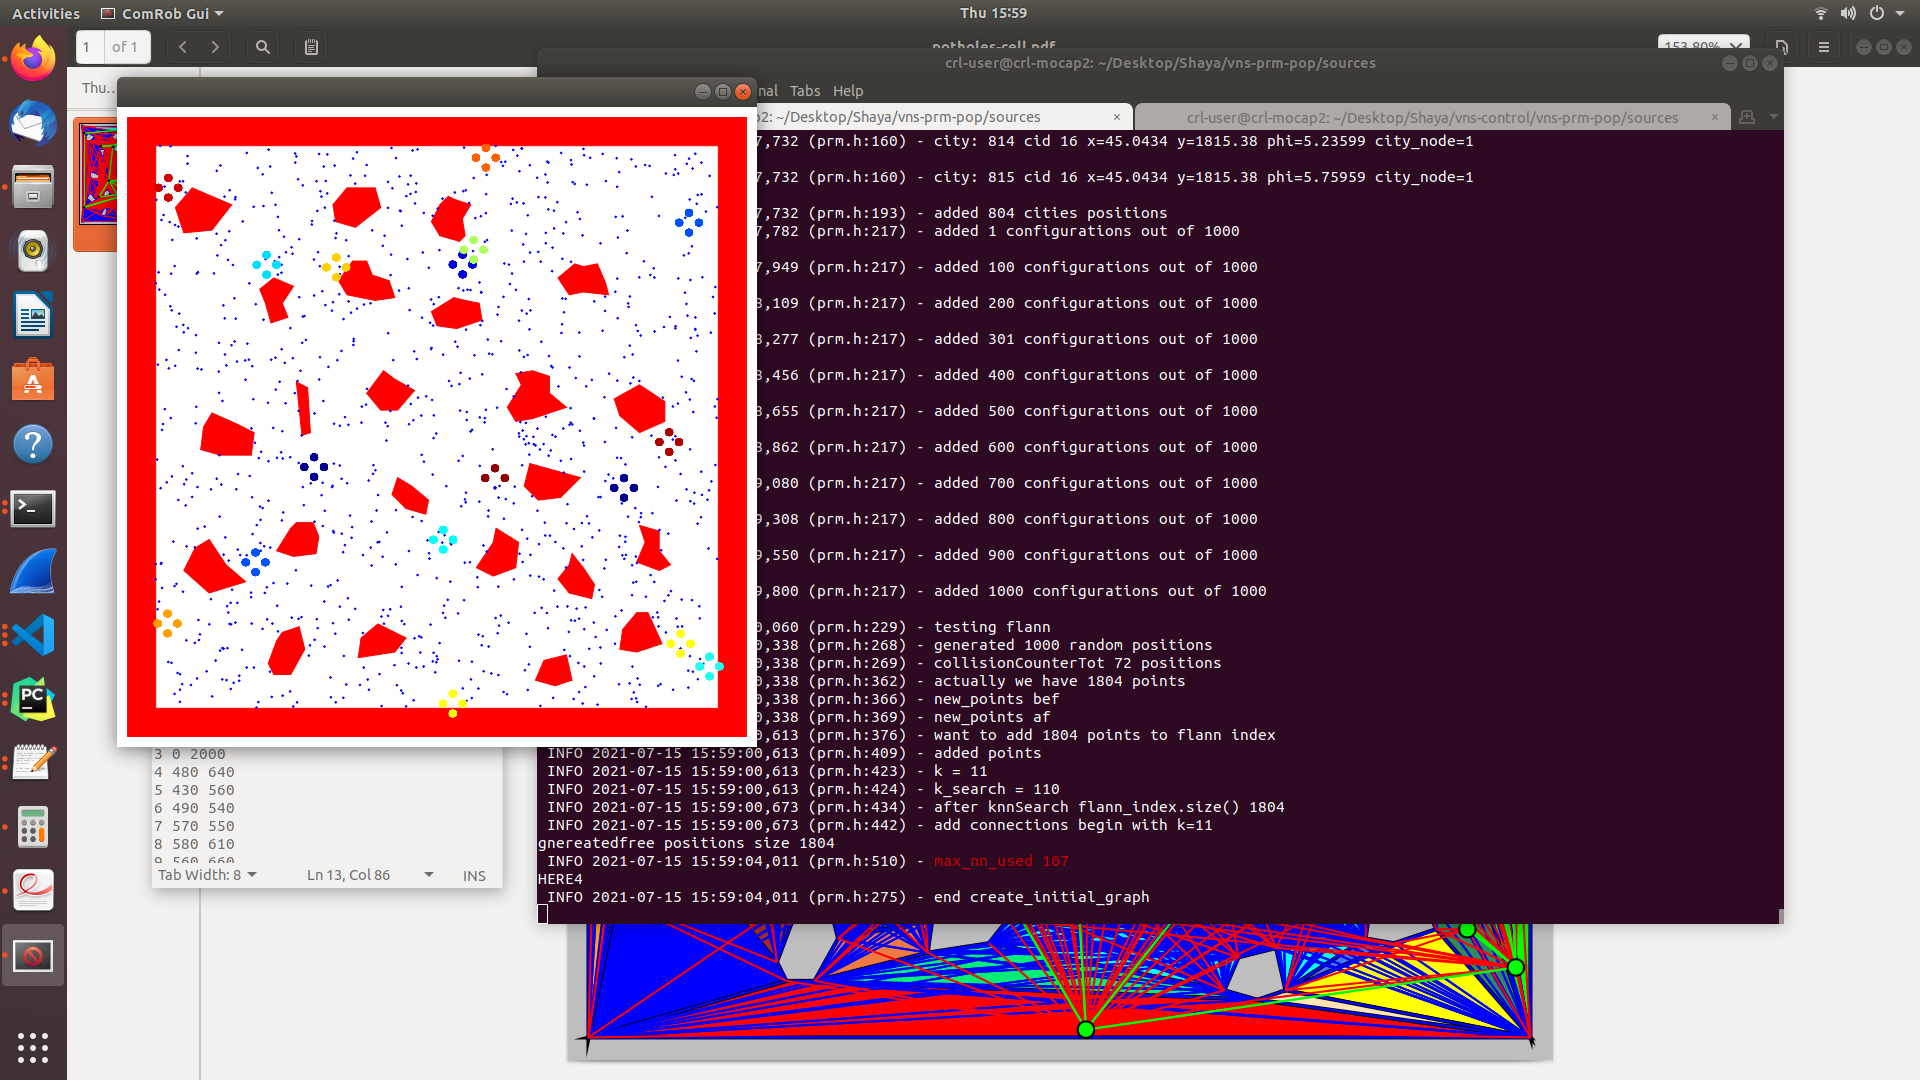 Activities
ComRob Gui
Thu 15:59
1
of 1
potholes-cell.pdf
153.80%
Thu...
crl-user@crl-mocap2: ~/Desktop/Shaya/vns-prm-pop/sources
nal Tabs Help
p2: ~/Desktop/Shaya/vns-prm-pop/sources
crl-user@crl-mocap2: ~/Desktop/Shaya/vns-control/vns-prm-pop/sources
7,732 (prm.h:160) - city: 814 cid 16 x=45.0434 y=1815.38 phi=5.23599 city_node=1
7,732 (prm.h:160) - city: 815 cid 16 x=45.0434 y=1815.38 phi=5.75959 city_node=1
7,732 (prm.h:193) - added 804 cities positions
7,782 (prm.h:217) - added 1 configurations out of 1000
7,949 (prm.h:217) - added 100 configurations out of 1000
8,109 (prm.h:217) - added 200 configurations out of 1000
8,277 (prm.h:217) - added 301 configurations out of 1000
8,456 (prm.h:217) - added 400 configurations out of 1000
8,655 (prm.h:217) - added 500 configurations out of 1000
8,862 (prm.h:217) - added 600 configurations out of 1000
9,080 (prm.h:217) - added 700 configurations out of 1000
9,308 (prm.h:217) - added 800 configurations out of 1000
9,550 (prm.h:217) - added 900 configurations out of 1000
9,800 (prm.h:217) - added 1000 configurations out of 1000
0,060 (prm.h:229) - testing flann
0,338 (prm.h:268) - generated 1000 random positions
0,338 (prm.h:269) - collisionCounterTot 72 positions
0,338 (prm.h:362) - actually we have 1804 points
0,338 (prm.h:366) - new_points bef
0,338 (prm.h:369) - new_points af
0,613 (prm.h:376) - want to add 1804 points to flann index
INFO 2021-07-15 15:59:00,613 (prm.h:409) - added points
INFO 2021-07-15 15:59:00,613 (prm.h:423) - k = 11
INFO 2021-07-15 15:59:00,613 (prm.h:424) - k_search = 110
INFO 2021-07-15 15:59:00,673 (prm.h:434) - after knnSearch flann_index.size() 1804
INFO 2021-07-15 15:59:00,673 (prm.h:442) - add connections begin with k=11
gnereatedfree positions size 1804
INFO 2021-07-15 15:59:04,011 (prm.h:510) - max_nn_used 107
HERE4
INFO 2021-07-15 15:59:04,011 (prm.h:275) - end create_initial_graph
3 0 2000
4 480 640
5 430 560
6 490 540
7 570 550
8 580 610
9 560 660
Tab Width: 8
Ln 13, Col 86
INS
PC